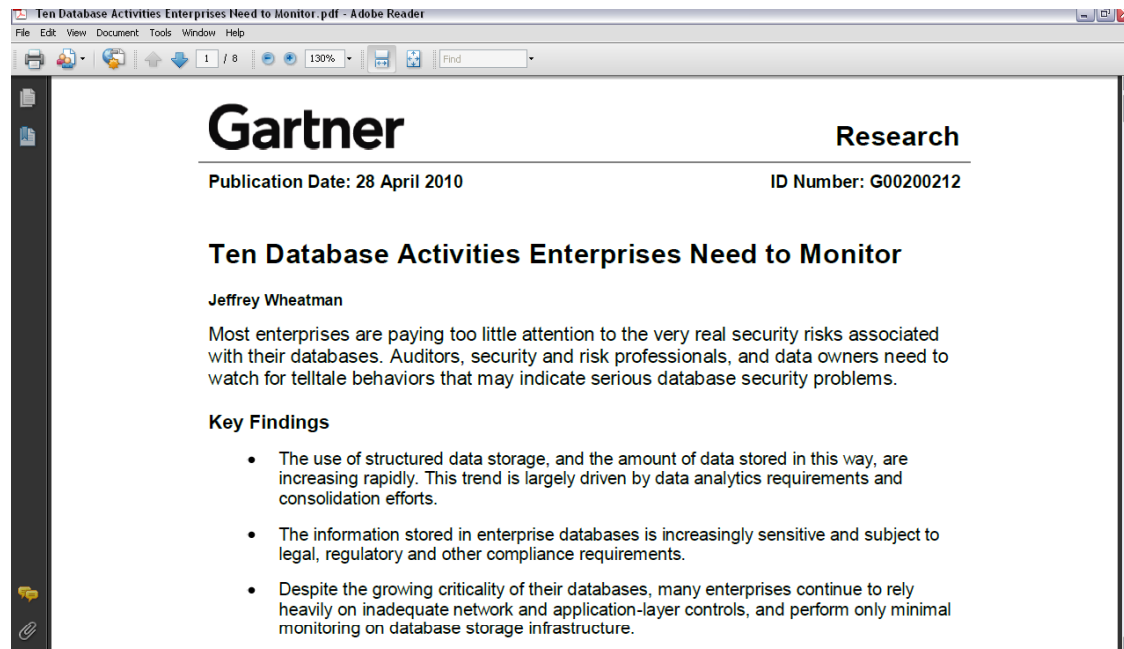 Ten Database Activities Enterprises Need to Monitor.pdf - Adobe Reader
File Edit View Document Tools Window Help
1 / 8 130% Find
Gartner
Research
Publication Date: 28 April 2010 ID Number: G00200212
Ten Database Activities Enterprises Need to Monitor
Jeffrey Wheatman
Most enterprises are paying too little attention to the very real security risks associated
with their databases. Auditors, security and risk professionals, and data owners need to
watch for telltale behaviors that may indicate serious database security problems.
Key Findings
• The use of structured data storage, and the amount of data stored in this way, are
increasing rapidly. This trend is largely driven by data analytics requirements and
consolidation efforts.
• The information stored in enterprise databases is increasingly sensitive and subject to
legal, regulatory and other compliance requirements.
• Despite the growing criticality of their databases, many enterprises continue to rely
heavily on inadequate network and application-layer controls, and perform only minimal
monitoring on database storage infrastructure.